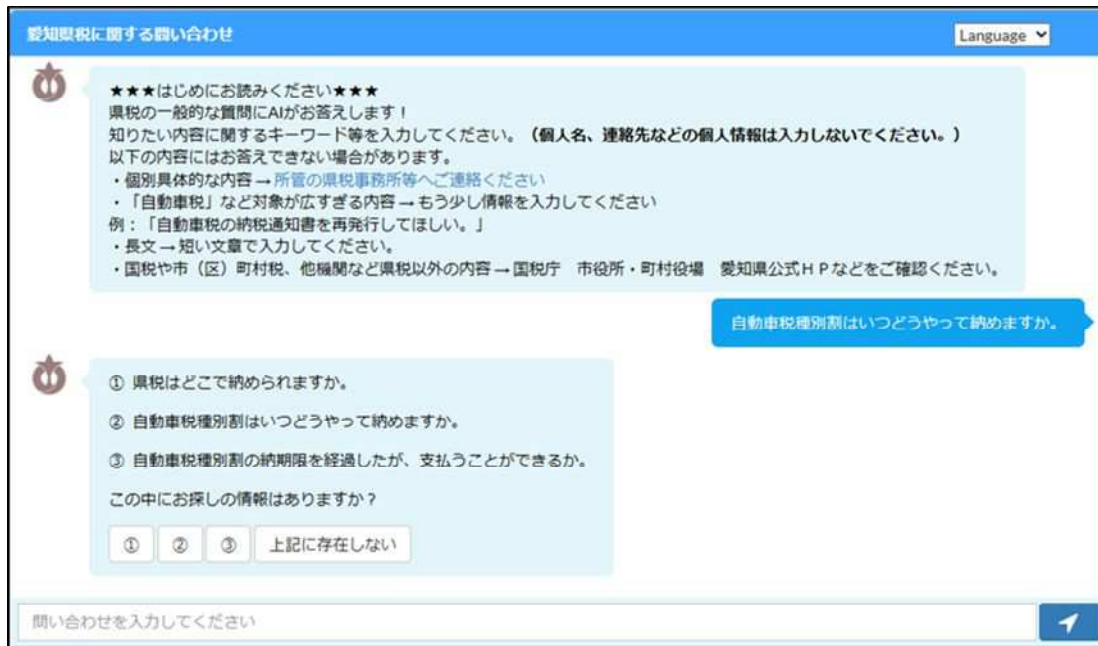 愛知県税に関する問い合わせ
Language
★★★はじめにお読みください★★★
県税の一般的な質問にAIがお答えします！
知りたい内容に関するキーワード等を入力してください。（個人名、連絡先などの個人情報は入力しないでください。）
以下の内容にはお答えできない場合があります。
・個別具体的な内容→所管の県税事務所等へご連絡ください
・「自動車税」など対象が広すぎる内容→もう少し情報を入力してください
例：「自動車税の納税通知書を再発行してほしい。」
・長文→短い文章で入力してください。
・国税や市（区）町村税、他機関など県税以外の内容→国税庁　市役所・町村役場　愛知県公式ＨＰなどをご確認ください。
自動車税種別割はいつどうやって納めますか。
① 県税はどこで納められますか。
② 自動車税種別割はいつどうやって納めますか。
③ 自動車税種別割の納期限を経過したが、支払うことができるか。
この中にお探しの情報はありますか？
① ② ③ 上記に存在しない
問い合わせを入力してください